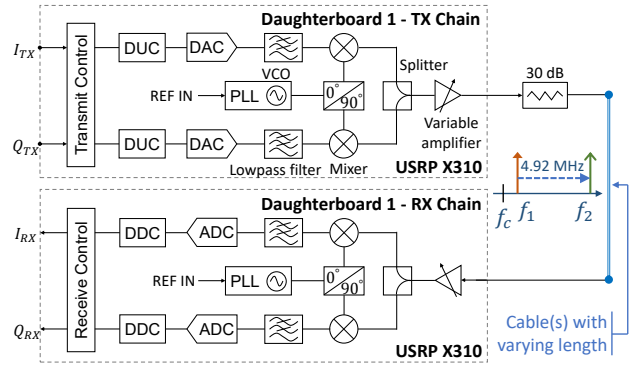 Daughterboard 1 - TX Chain
I_TX
Transmit Control
DUC
DAC
VCO
Splitter
30 dB
REF IN
PLL
0°
90°
Variable
amplifier
Q_TX
DUC
DAC
Lowpass filter
Mixer
USRP X310
4.92 MHz
f_c
f_1
f_2
Daughterboard 1 - RX Chain
I_RX
Receive Control
DDC
ADC
REF IN
PLL
0°
90°
Q_RX
DDC
ADC
USRP X310
Cable(s) with
varying length